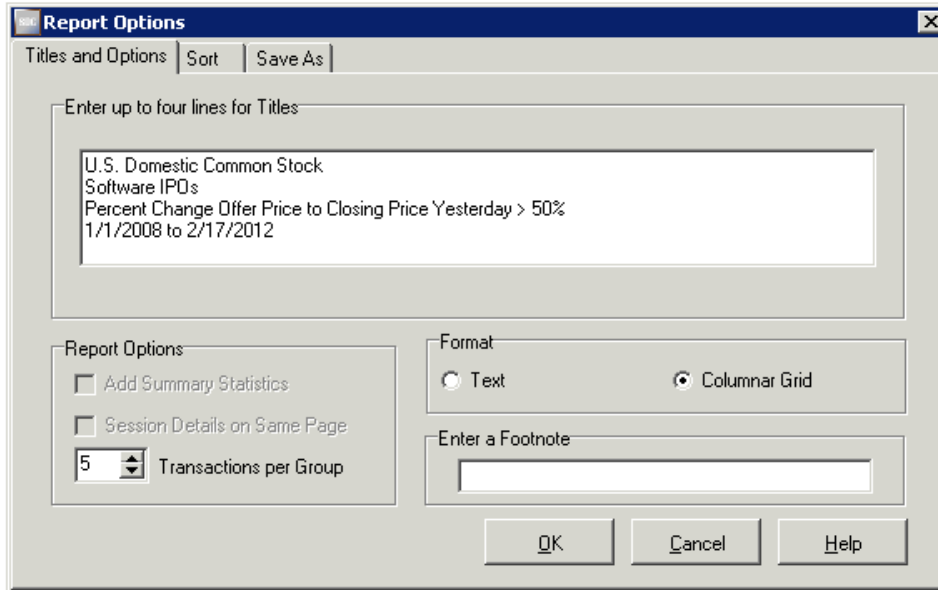 SDC Report Options
Titles and Options Sort Save As
Enter up to four lines for Titles
U.S. Domestic Common Stock
Software IPOs
Percent Change Offer Price to Closing Price Yesterday > 50%
1/1/2008 to 2/17/2012
Report Options
Add Summary Statistics
Session Details on Same Page
5 Transactions per Group
Format
Text Columnar Grid
Enter a Footnote
OK Cancel Help